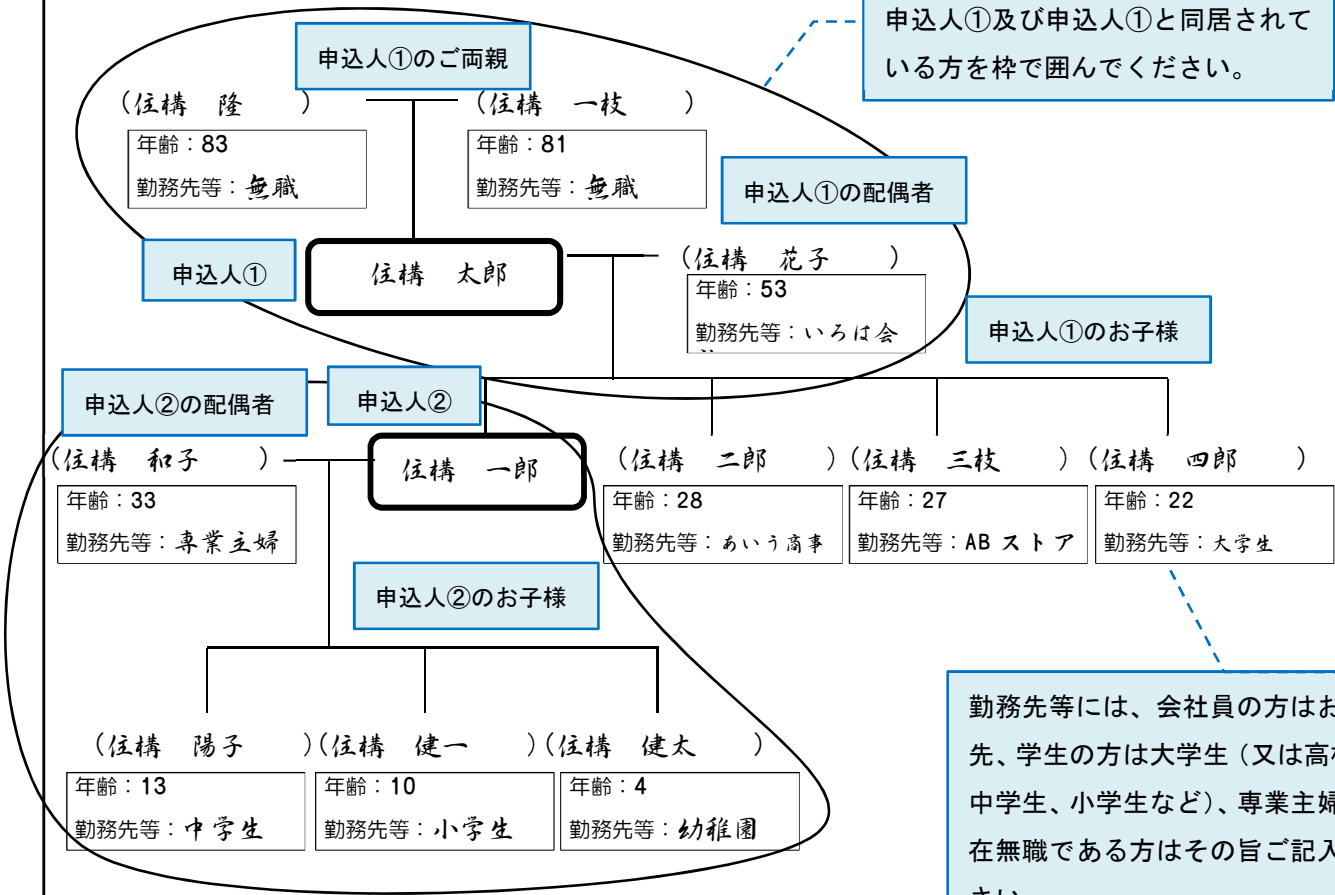 申込人①及び申込人①と同居されて
いる方を枠で囲んでください。
申込人①のご両親
(住構 隆 )
(住構 一枝 )
年齢:83
勤務先等:無職
年齢:81
勤務先等:無職
申込人①の配偶者
申込人①
住構 太郎
(住構 花子 )
年齢:53
勤務先等:いろは会
申込人①のお子様
申込人②の配偶者
申込人②
(住構 和子 )
住構 一郎
(住構 二郎 )
(住構 三枝 )
(住構 四郎 )
年齢:33
勤務先等:専業主婦
年齢:28
勤務先等:あいう商事
年齢:27
勤務先等:AB ストア
年齢:22
勤務先等:大学生
申込人②のお子様
(住構 陽子 )
(住構 健一 )
(住構 健太 )
年齢:13
勤務先等:中学生
年齢:10
勤務先等:小学生
年齢:4
勤務先等:幼稚園
勤務先等には、会社員の方はお
先、学生の方は大学生(又は高
中学生、小学生など)、専業主婦
在無職である方はその旨ご記入